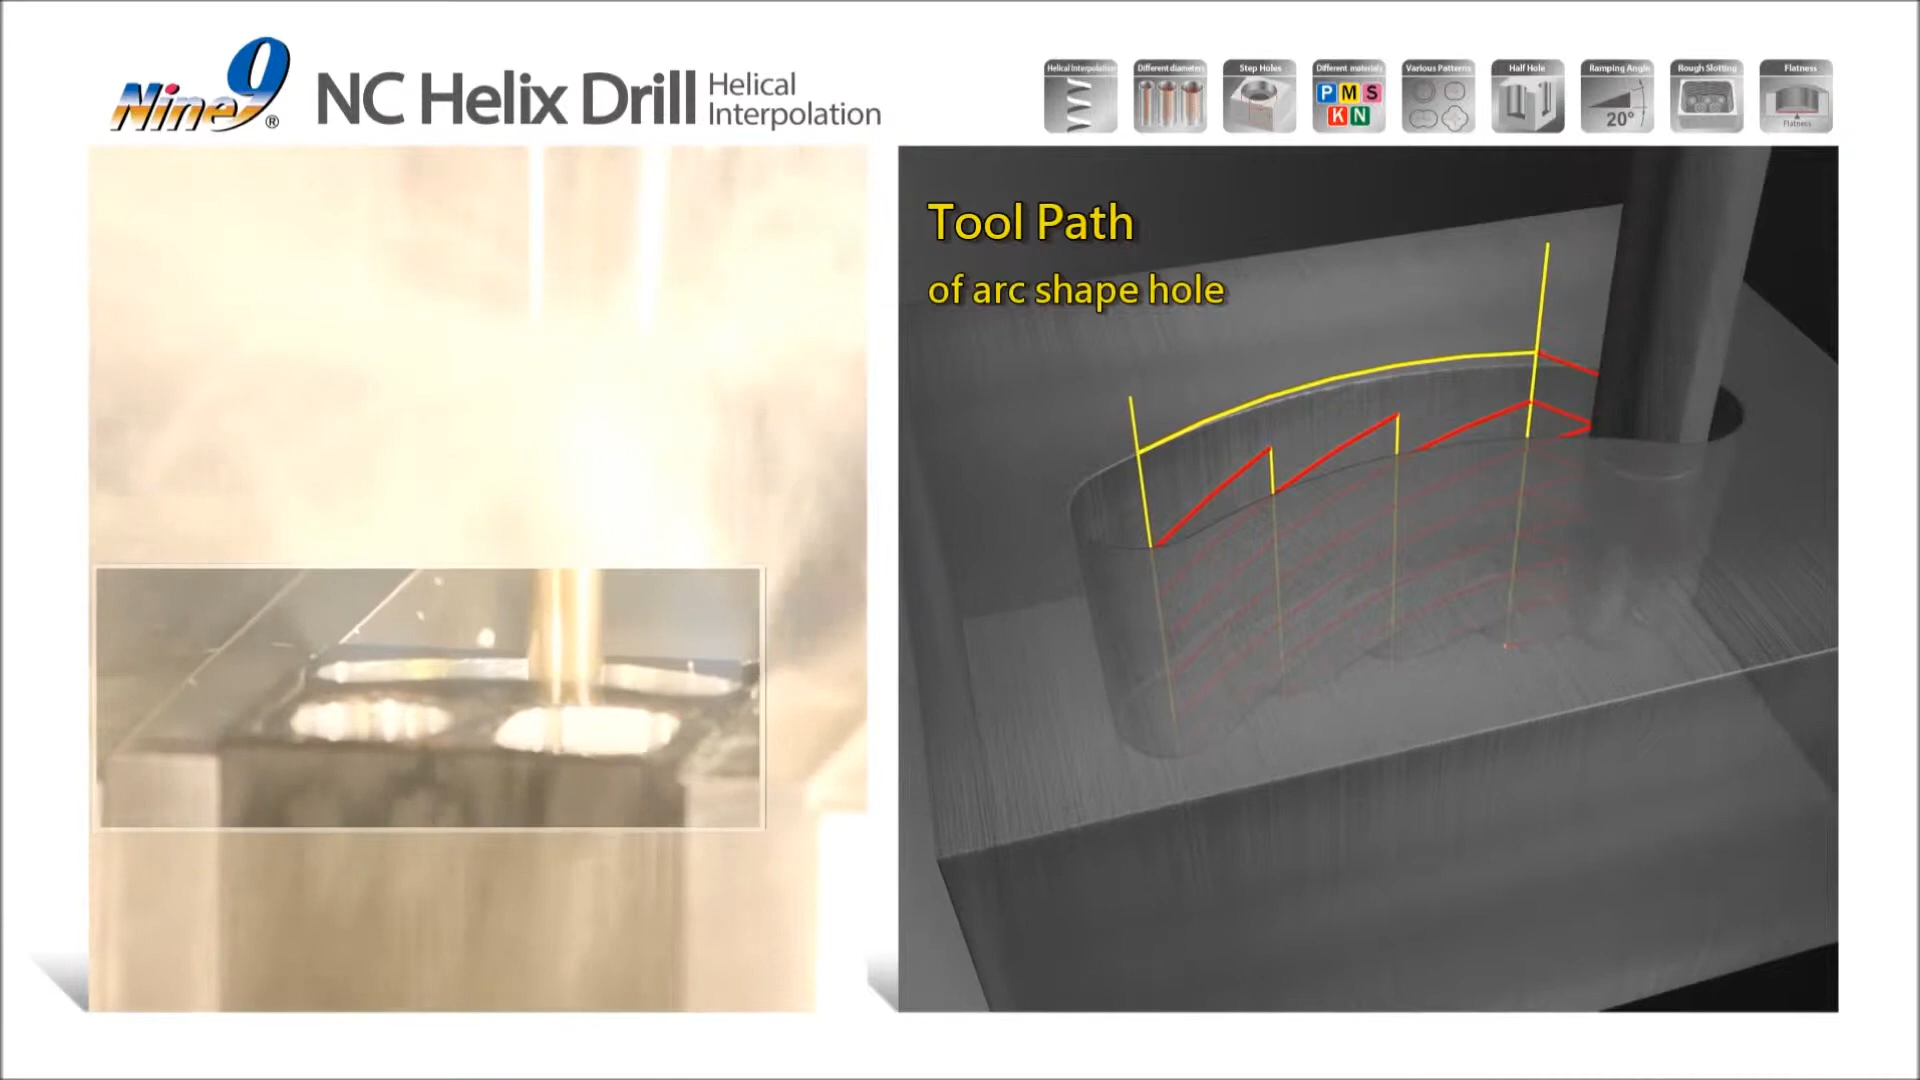 Nine9®
NC Helix Drill
Helical
Interpolation
Helical Interpolation
Different diameters
Step Holes
Different materials
P M S
K N
Various Patterns
Half Hole
Ramping Angle
20°
Rough Slotting
Flatness
Flatness
Tool Path
of arc shape hole